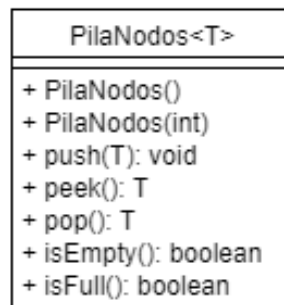 PilaNodos<T>
+ PilaNodos()
+ PilaNodos(int)
+ push(T): void
+ peek(): T
+ pop(): T
+ isEmpty(): boolean
+ isFull(): boolean